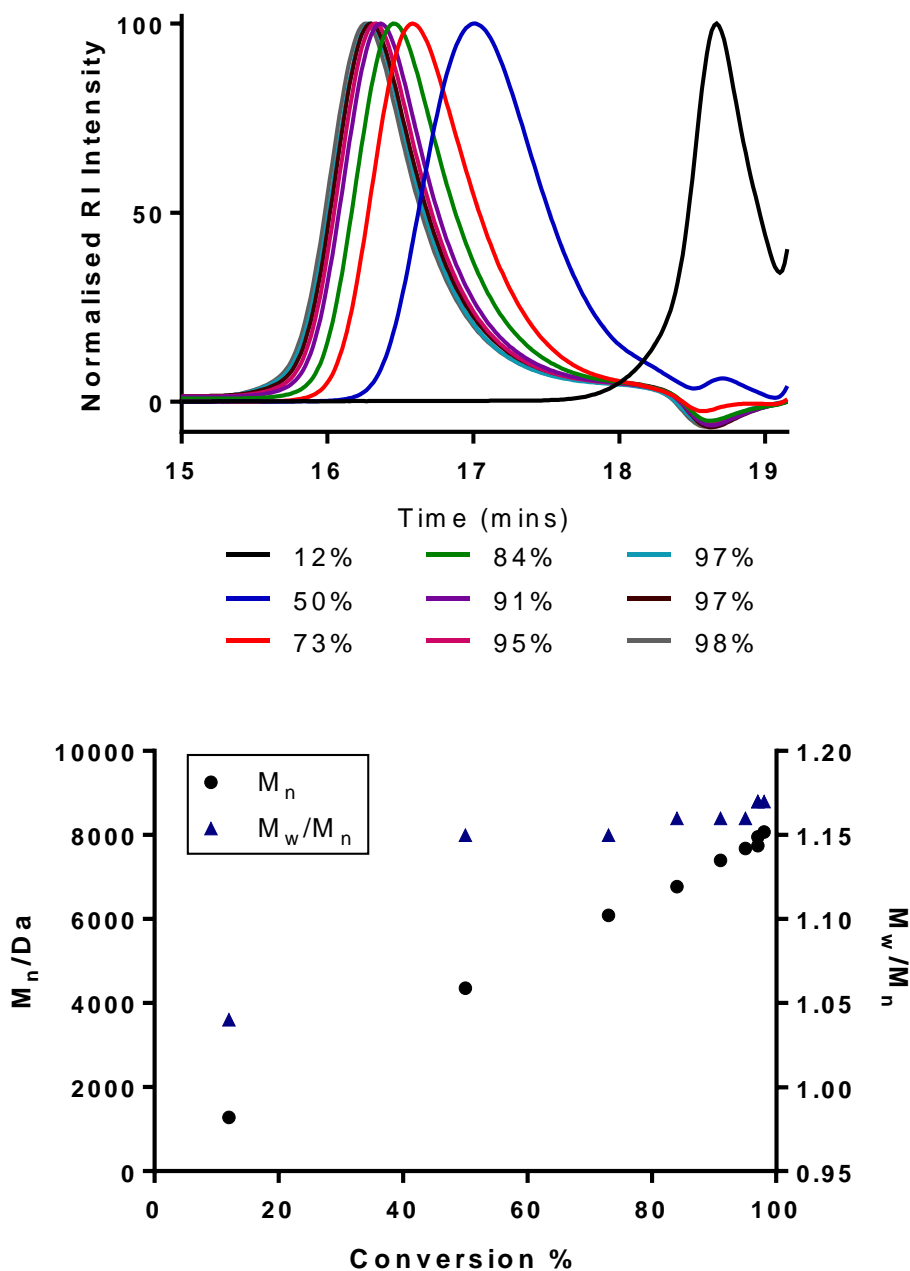 100
50
0
Normalised RI Intensity
15 16 17 18 19
Time (mins)
12% 84% 97%
50% 91% 97%
73% 95% 98%
10000
8000
6000
4000
2000
0
Mn/Da
Mn
Mw/Mn
1.20
1.15
1.10
1.05
1.00
0.95
Mw/Mn
0 20 40 60 80 100
Conversion %